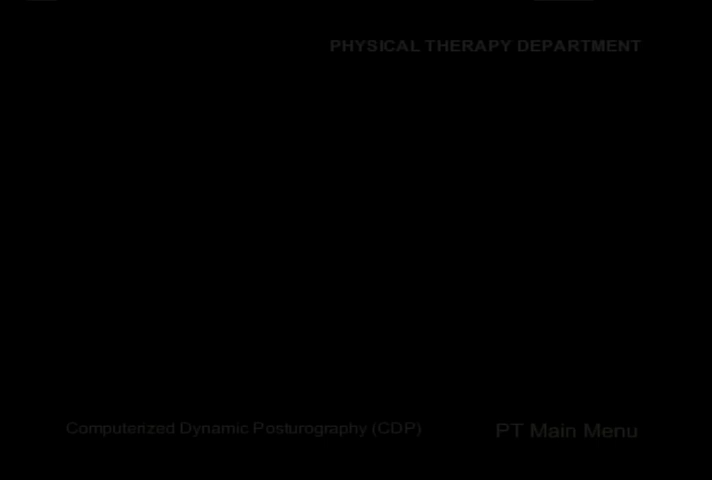 PHYSICAL THERAPY DEPARTMENT
Computerized Dynamic Posturography (CDP)
PT Main Menu